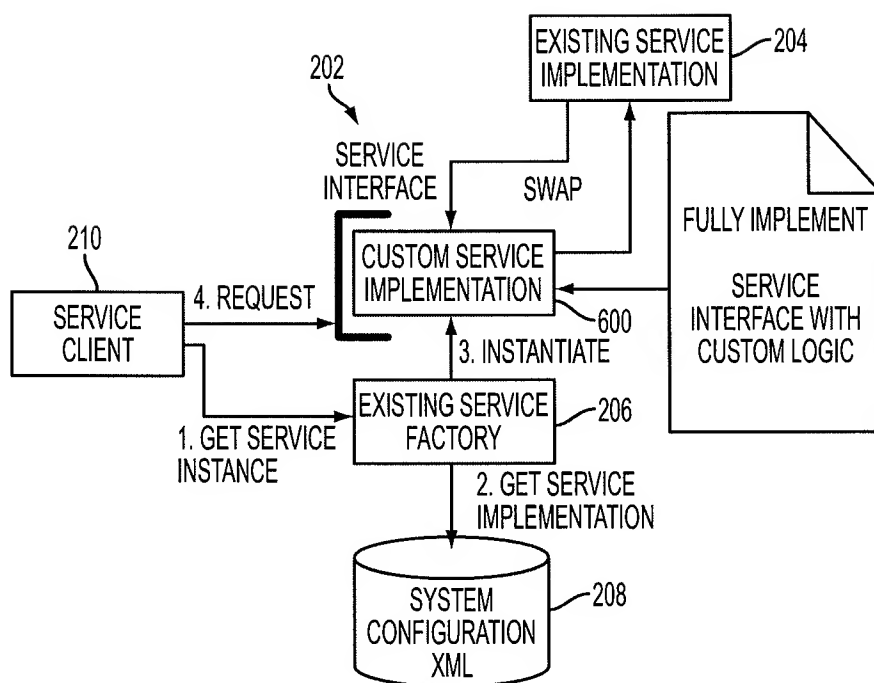 EXISTING SERVICE
IMPLEMENTATION
204
202
SERVICE
INTERFACE
SWAP
FULLY IMPLEMENT
SERVICE
INTERFACE WITH
CUSTOM LOGIC
210
CUSTOM SERVICE
IMPLEMENTATION
600
4. REQUEST
SERVICE
CLIENT
3. INSTANTIATE
EXISTING SERVICE
FACTORY
206
1. GET SERVICE
INSTANCE
2. GET SERVICE
IMPLEMENTATION
SYSTEM
CONFIGURATION
XML
208